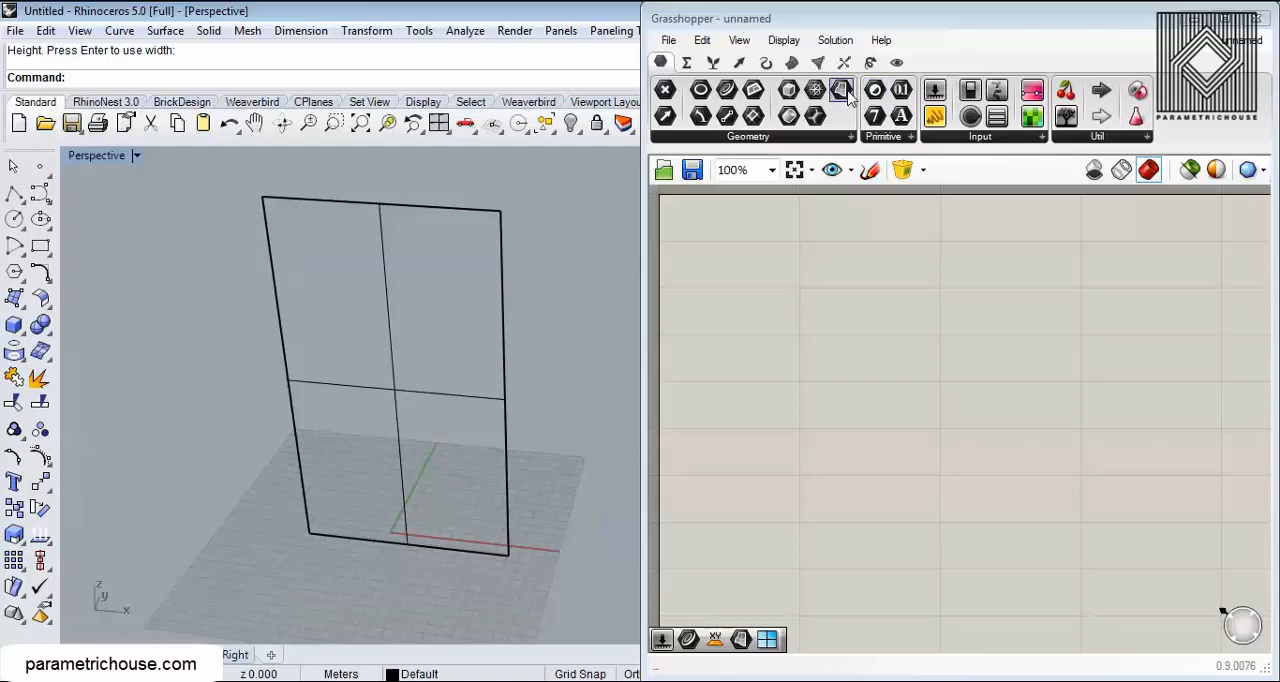 Untitled - Rhinoceros 5.0 [Full] - [Perspective]
File Edit View Curve Surface Solid Mesh Dimension Transform Tools Analyze Render Panels Paneling
Height. Press Enter to use width:
Command:
Standard RhinoNest 3.0 BrickDesign Weaverbird CPlanes Set View Display Select Weaverbird Viewport Layou
Perspective
z
y
x
Right
z 0.000 Meters Default Grid Snap Ort
parametrichouse.com
Grasshopper - unnamed
File Edit View Display Solution Help
unnamed
Geometry Primitive Input Util
PARAMETRICHOUSE
100%
XY
0.9.0076